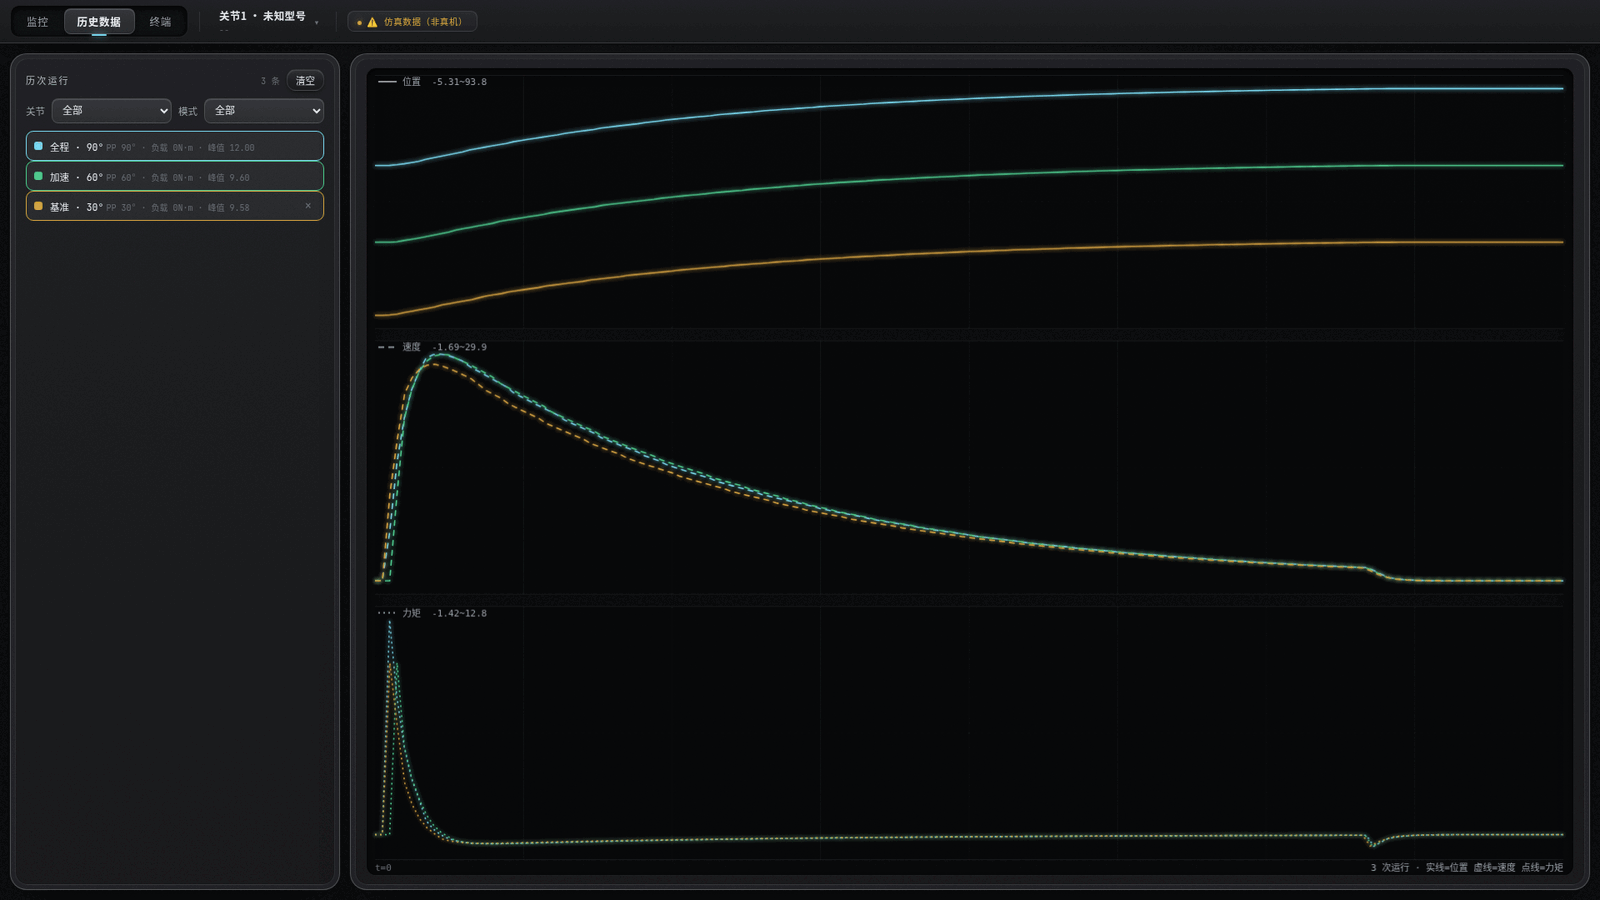 监控
历史数据
终端
关节1 · 未知型号
--
仿真数据（非真机）
历次运行
3 条
清空
关节
全部
模式
全部
全程 · 90° PP 90° · 负载 0N·m · 峰值 12.00
加速 · 60° PP 60° · 负载 0N·m · 峰值 9.60
基准 · 30° PP 30° · 负载 0N·m · 峰值 9.58 ×
位置 -5.31~93.8
速度 -1.69~29.9
力矩 -1.42~12.8
t=0
3 次运行 · 实线=位置 虚线=速度 点线=力矩